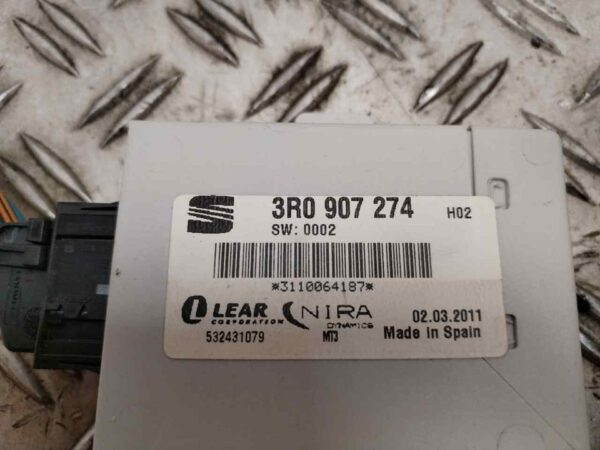 3R0 907 274 H02
SW: 0002
*3110064187*
LEAR NIRA 02.03.2011
CORPORATION DYNAMICS Made in Spain
532431079 MT3